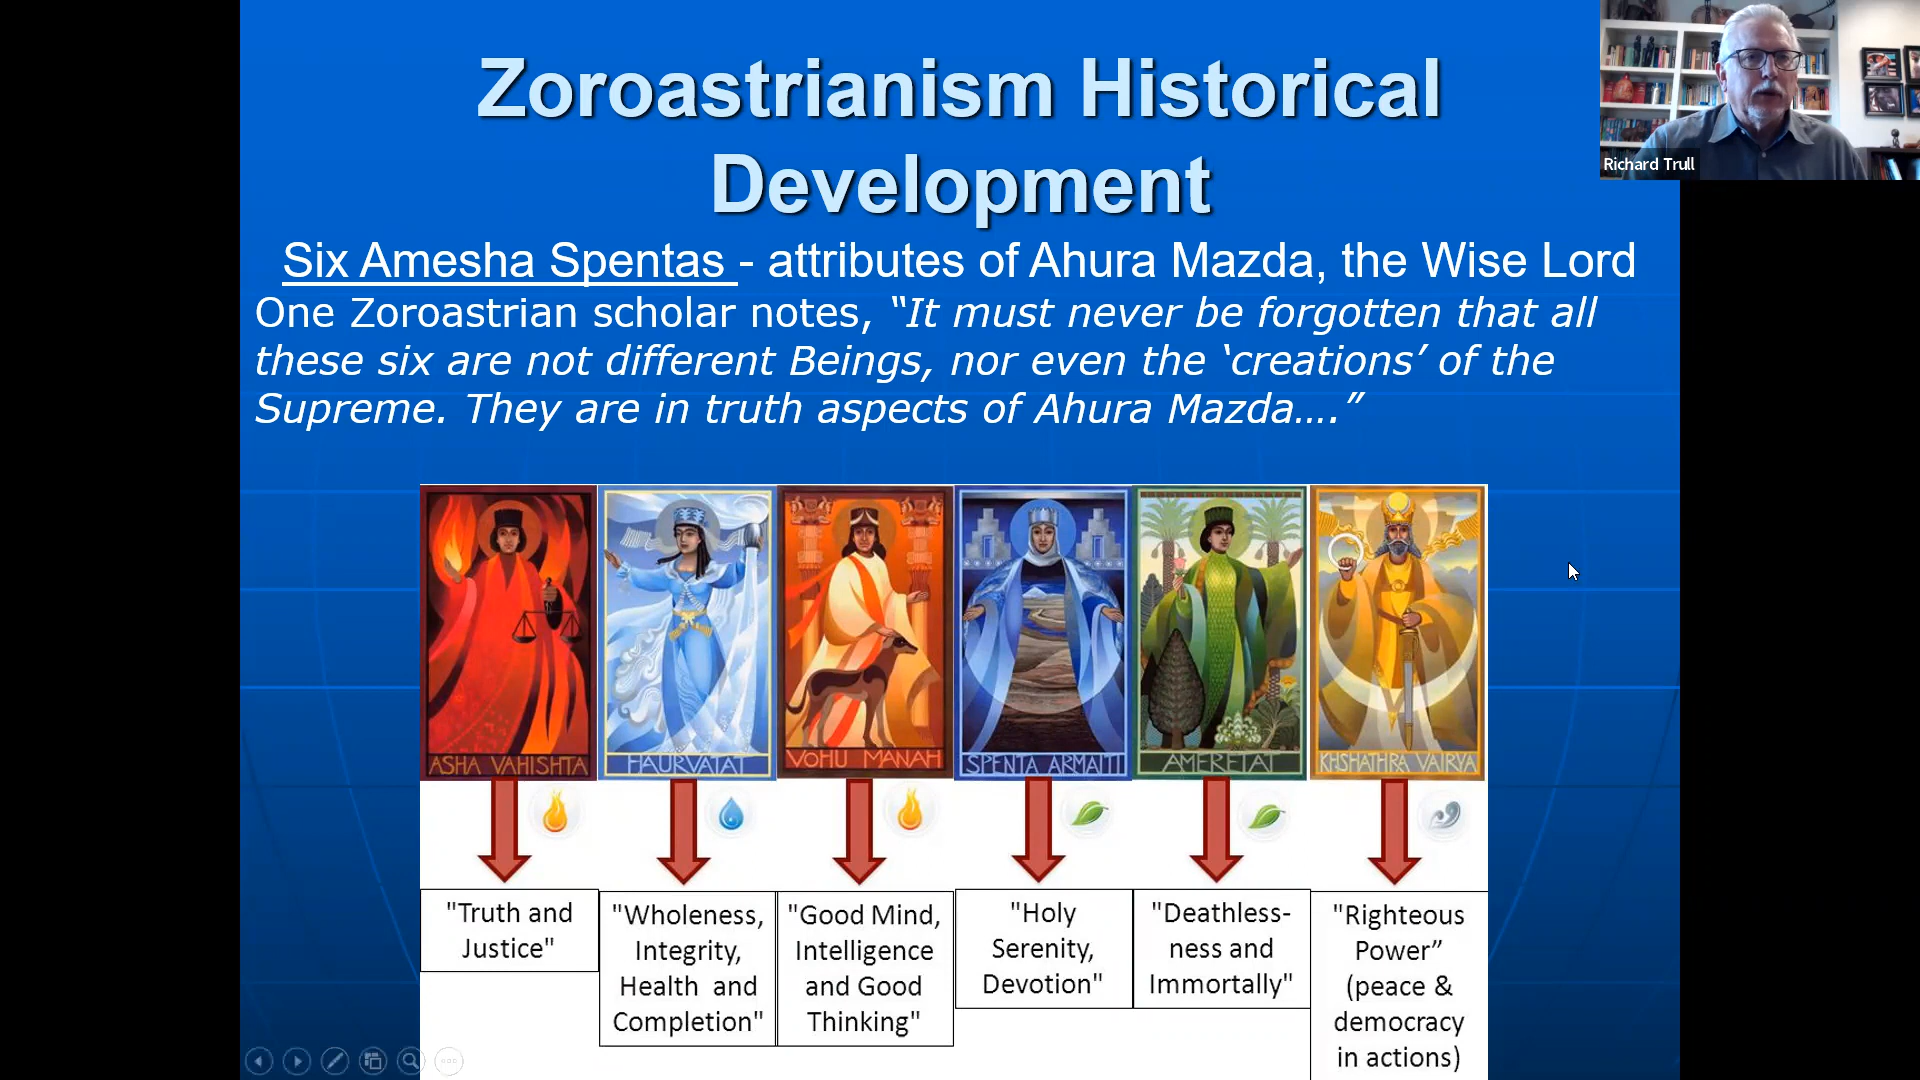 Zoroastrianism Historical
Development
Richard Trull
Six Amesha Spentas - attributes of Ahura Mazda, the Wise Lord
One Zoroastrian scholar notes, “It must never be forgotten that all
these six are not different Beings, nor even the ‘creations’ of the
Supreme. They are in truth aspects of Ahura Mazda….”
ASHA VAHISHTA
HAURVATAT
VOHU MANAH
SPENTA ARMAITI
AMERETAT
KHSHATHRA VAIRYA
"Truth and
Justice"
"Wholeness,
Integrity,
Health and
Completion"
"Good Mind,
Intelligence
and Good
Thinking"
"Holy
Serenity,
Devotion"
"Deathless-
ness and
Immortally"
"Righteous
Power”
(peace &
democracy
in actions)